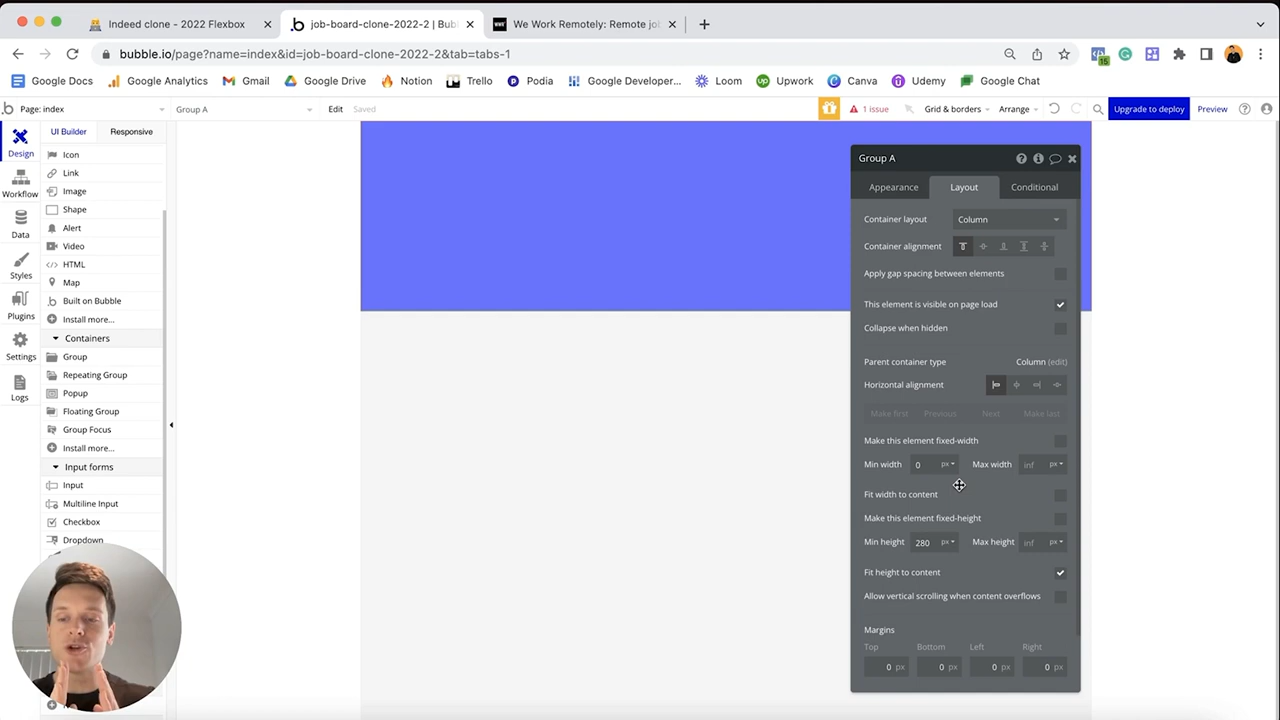 Indeed clone - 2022 Flexbox
job-board-clone-2022-2 | Bubb
We Work Remotely: Remote jo
bubble.io/page?name=index&id=job-board-clone-2022-2&tab=tabs-1
15
Google Docs
Google Analytics
Gmail
Google Drive
Notion
Trello
Podia
Google Developer...
Loom
Upwork
Canva
Udemy
Google Chat
Page: index
Group A
Edit
Saved
1 issue
Grid & borders
Arrange
Upgrade to deploy
Preview
Design
Workflow
Data
Styles
Plugins
Settings
Logs
UI Builder
Responsive
Icon
Link
Image
Shape
Alert
Video
</> HTML
Map
Built on Bubble
Install more...
Containers
Group
Repeating Group
Popup
Floating Group
Group Focus
Install more...
Input forms
Input
Multiline Input
Checkbox
Dropdown
Group A
Appearance
Layout
Conditional
Container layout
Column
Container alignment
Apply gap spacing between elements
This element is visible on page load
Collapse when hidden
Parent container type
Column (edit)
Horizontal alignment
Make first
Previous
Next
Make last
Make this element fixed-width
Min width 0 px
Max width inf px
Fit width to content
Make this element fixed-height
Min height 280 px
Max height inf px
Fit height to content
Allow vertical scrolling when content overflows
Margins
Top
Bottom
Left
Right
0 px
0 px
0 px
0 px